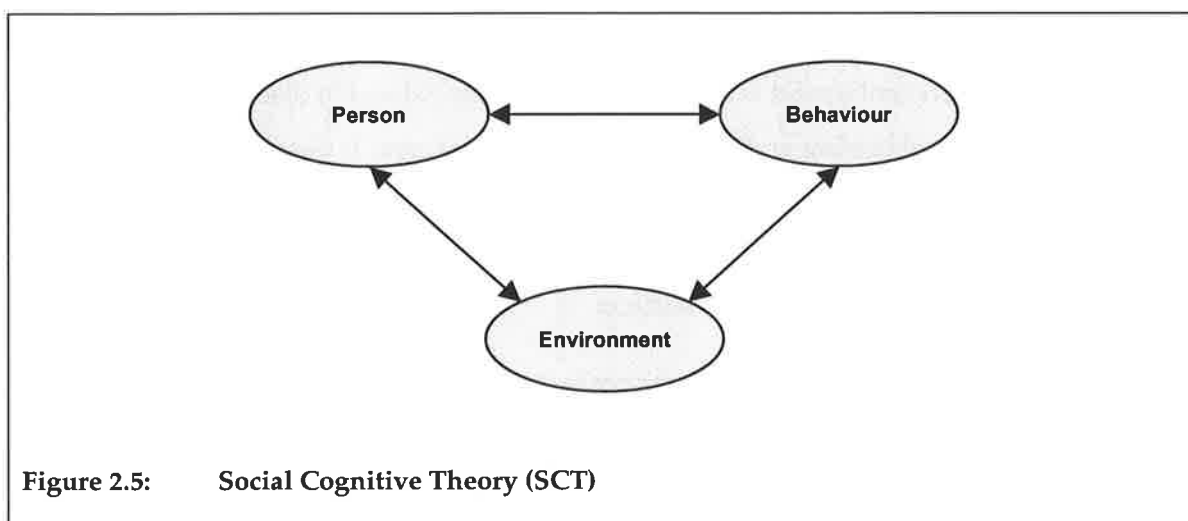 Person
Behaviour
Environment
Figure 2.5: Social Cognitive Theory (SCT)